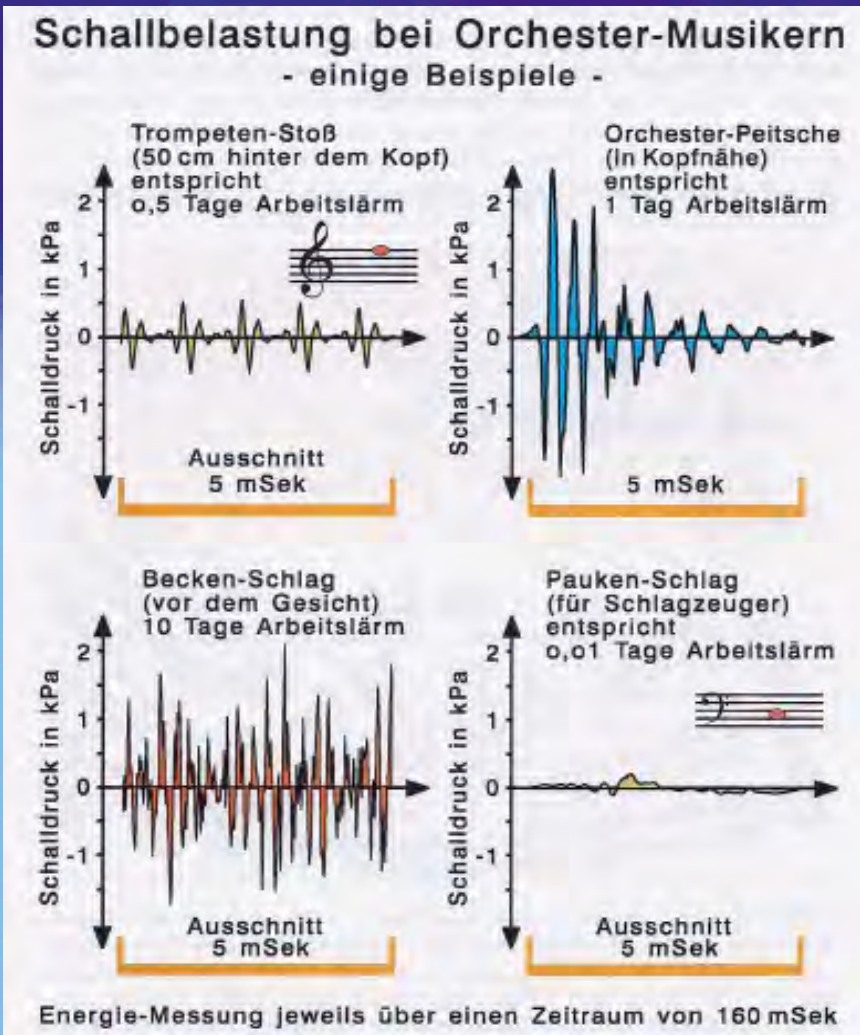 Schallbelastung bei Orchester-Musikern
- einige Beispiele -
Trompeten-Stoß
(50 cm hinter dem Kopf)
entspricht
o,5 Tage Arbeitslärm
Schalldruck in kPa
2
1
0
-1
Ausschnitt
5 mSek
Orchester-Peitsche
(in Kopfnähe)
entspricht
1 Tag Arbeitslärm
Schalldruck in kPa
2
1
0
-1
5 mSek
Becken-Schlag
(vor dem Gesicht)
10 Tage Arbeitslärm
Schalldruck in kPa
2
1
0
-1
Ausschnitt
5 mSek
Pauken-Schlag
(für Schlagzeuger)
entspricht
o,o1 Tage Arbeitslärm
Schalldruck in kPa
2
1
0
-1
Ausschnitt
5 mSek
Energie-Messung jeweils über einen Zeitraum von 160 mSek